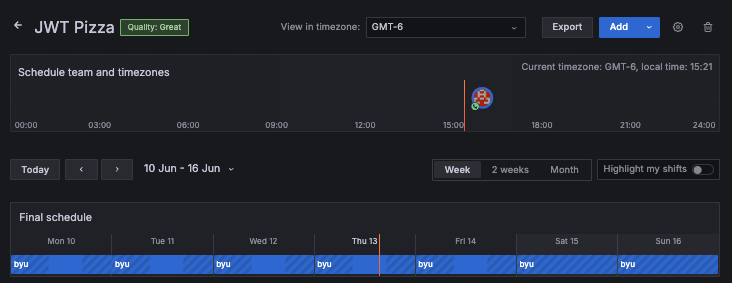 JWT Pizza Quality: Great View in timezone: GMT-6 Export Add
Schedule team and timezones Current timezone: GMT-6, local time: 15:21
00:00 03:00 06:00 09:00 12:00 15:00 18:00 21:00 24:00
Today 10 Jun - 16 Jun Week 2 weeks Month Highlight my shifts
Final schedule
Mon 10 Tue 11 Wed 12 Thu 13 Fri 14 Sat 15 Sun 16
byu byu byu byu byu byu byu